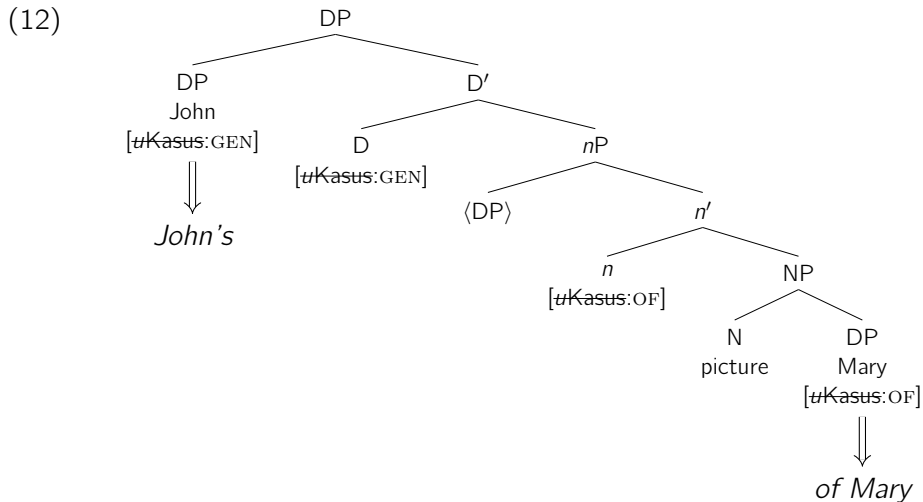 (12)
DP
DP D′
John
[uKasus:GEN] D nP
[uKasus:GEN]
John's ⟨DP⟩ n′
n NP
[uKasus:OF]
N DP
picture Mary
[uKasus:OF]
of Mary